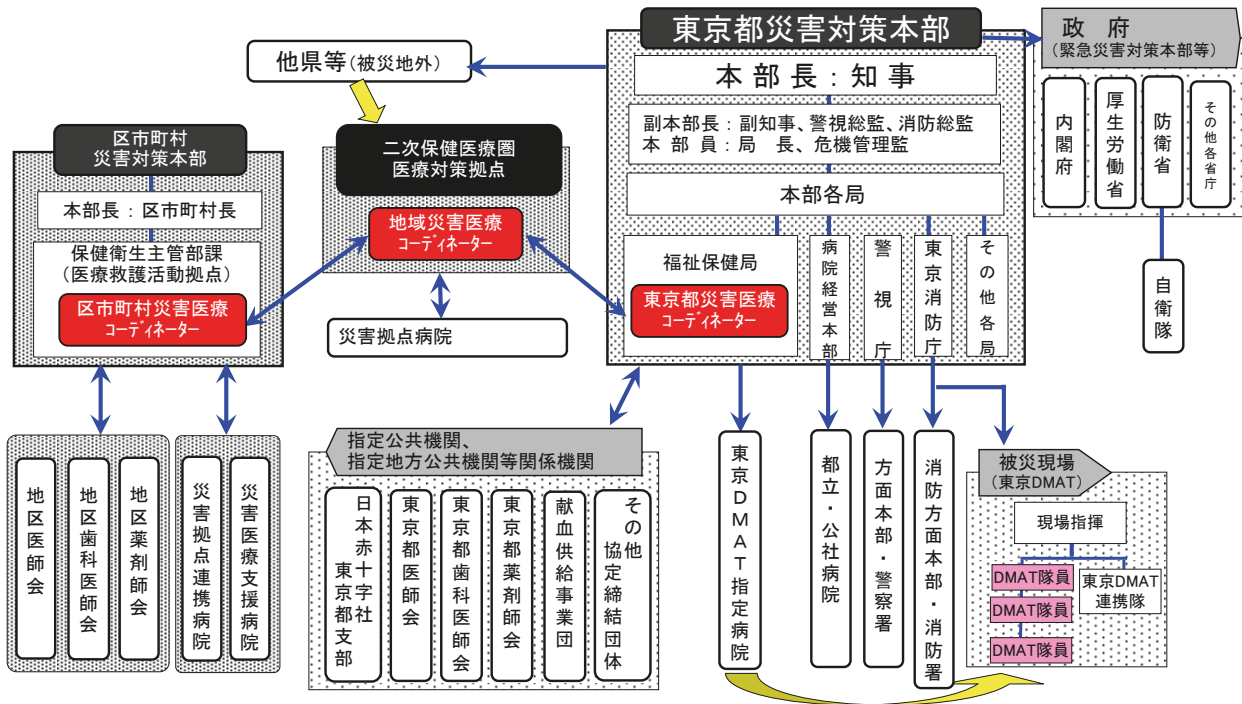 東京都災害対策本部
本部長：知事
副本部長：副知事、警視総監、消防総監
本 部 員：局　長、危機管理監
本部各局
福祉保健局
東京都災害医療
コーディネーター
病院経営本部
警視庁
東京消防庁
その他各局
政　府
（緊急災害対策本部等）
内閣府
厚生労働省
防衛省
その他各省庁
自衛隊
他県等（被災地外）
二次保健医療圏
医療対策拠点
地域災害医療
コーディネーター
災害拠点病院
区市町村
災害対策本部
本部長：区市町村長
保健衛生主管部課
（医療救護活動拠点）
区市町村災害医療
コーディネーター
地区医師会
地区歯科医師会
地区薬剤師会
災害拠点連携病院
災害医療支援病院
指定公共機関、
指定地方公共機関等関係機関
日本赤十字社
東京都支部
東京都医師会
東京都歯科医師会
東京都薬剤師会
献血供給事業団
その他
協定締結団体
東京DMAT指定病院
都立・公社病院
方面本部・警察署
消防方面本部・消防署
被災現場
（東京DMAT）
現場指揮
DMAT隊員
DMAT隊員
DMAT隊員
東京DMAT
連携隊